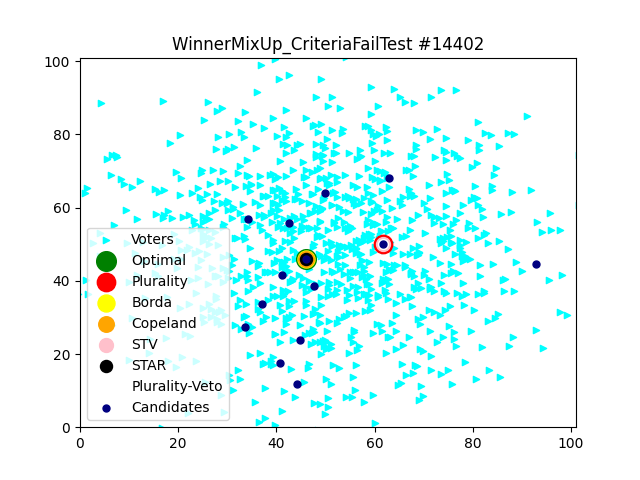 WinnerMixUp_CriteriaFailTest #14402
100
80
60
40
20
0
Voters
Optimal
Plurality
Borda
Copeland
STV
STAR
Plurality-Veto
Candidates
0 20 40 60 80 100